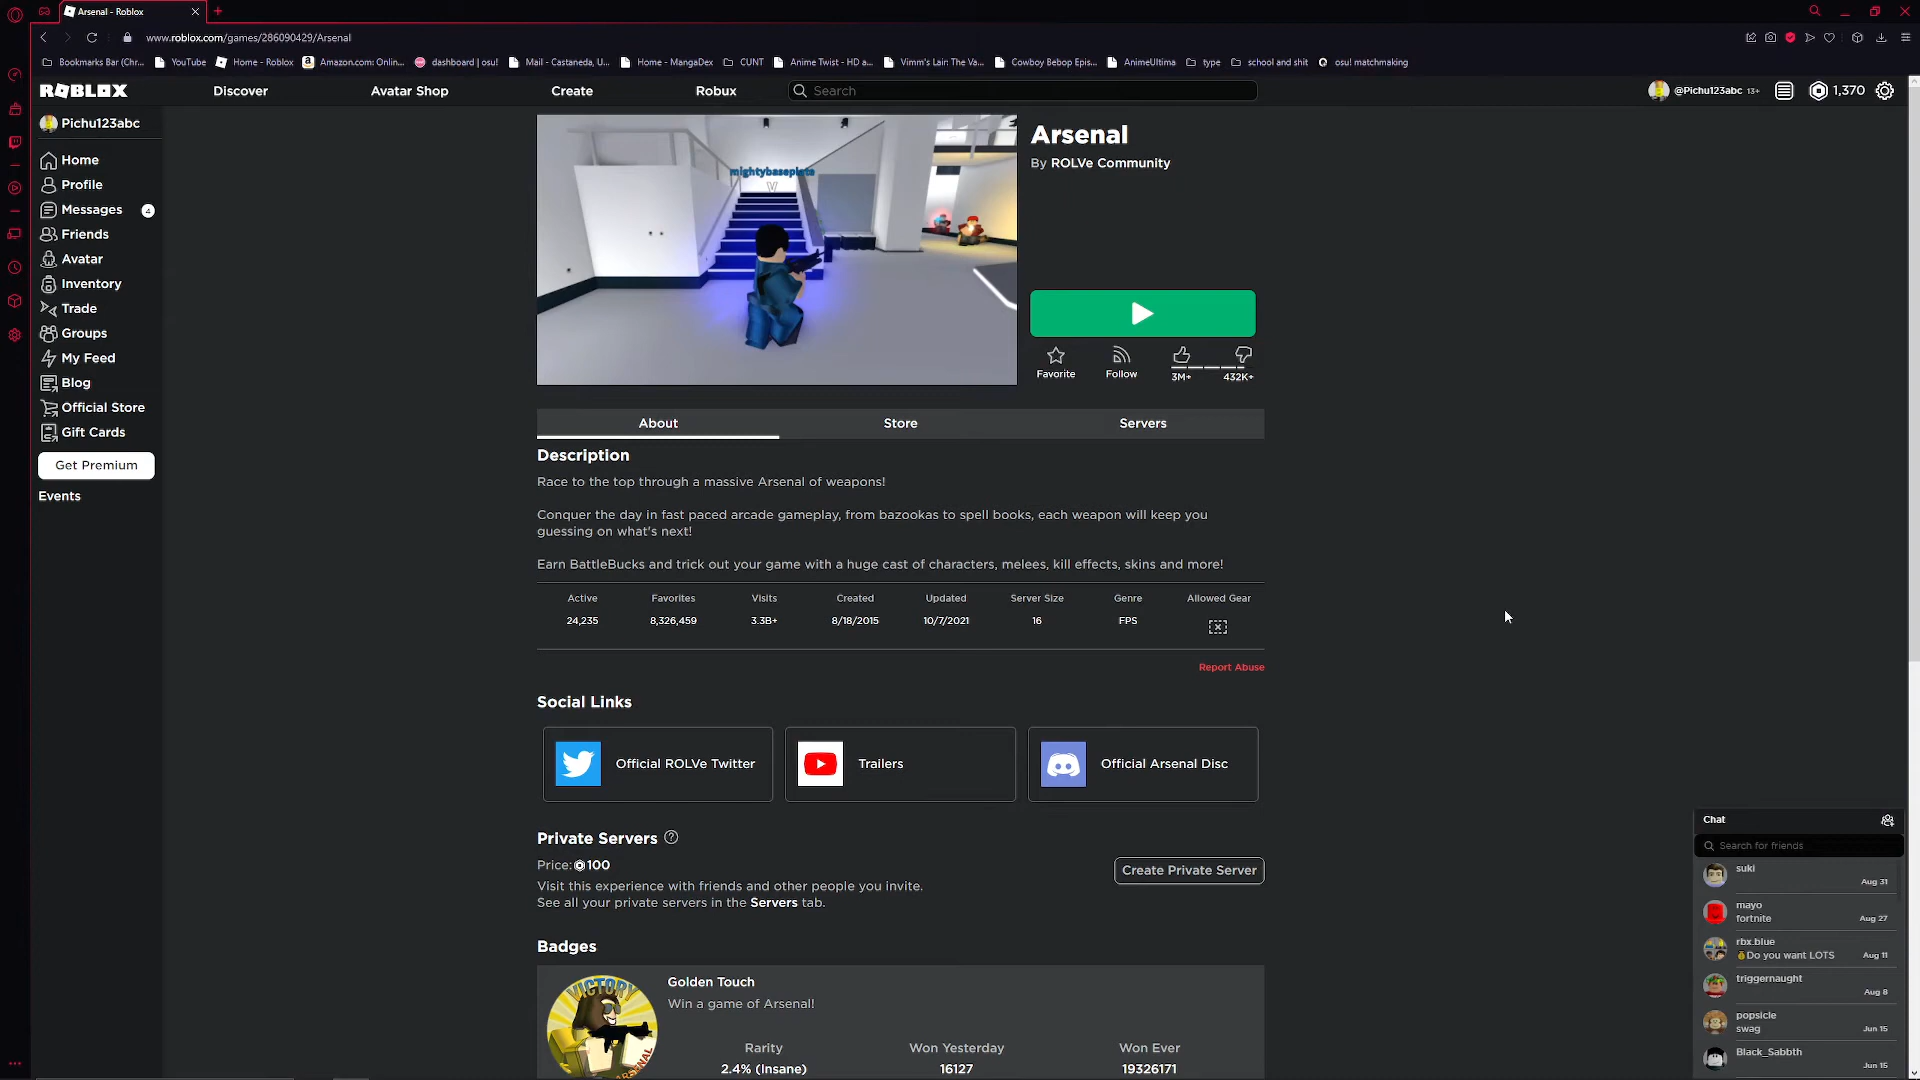 Arsenal - Roblox
www.roblox.com/games/286090429/Arsenal
Bookmarks Bar (Chr... YouTube Home - Roblox Amazon.com: Onlin... dashboard | osu! Mail - Castaneda, U... Home - MangaDex CUNT Anime Twist - HD a... Vimm's Lair: The Va... Cowboy Bebop Epis... AnimeUltima type school and shit osu! matchmaking
ROBLOX Discover Avatar Shop Create Robux Search @Pichu123abc 13+ 1,370
Pichu123abc
Home
Profile
Messages 4
Friends
Avatar
Inventory
Trade
Groups
My Feed
Blog
Official Store
Gift Cards
Get Premium
Events
mightybaseplate
Arsenal
By ROLVe Community
Favorite Follow 3M+ 432K+
About Store Servers
Description
Race to the top through a massive Arsenal of weapons!
Conquer the day in fast paced arcade gameplay, from bazookas to spell books, each weapon will keep you
guessing on what's next!
Earn BattleBucks and trick out your game with a huge cast of characters, melees, kill effects, skins and more!
Active Favorites Visits Created Updated Server Size Genre Allowed Gear
24,235 8,326,459 3.3B+ 8/18/2015 10/7/2021 16 FPS
Report Abuse
Social Links
Official ROLVe Twitter Trailers Official Arsenal Disc
Private Servers
Price: 100
Create Private Server
Visit this experience with friends and other people you invite.
See all your private servers in the Servers tab.
Badges
VICTORY
ARSENAL
Golden Touch
Win a game of Arsenal!
Rarity Won Yesterday Won Ever
2.4% (Insane) 16127 19326171
Chat
Search for friends
suki
Aug 31
mayo
fortnite Aug 27
rbx.blue
💰Do you want LOTS Aug 11
triggernaught
Aug 8
popsicle
swag Jun 15
Black_Sabbth
Jun 15